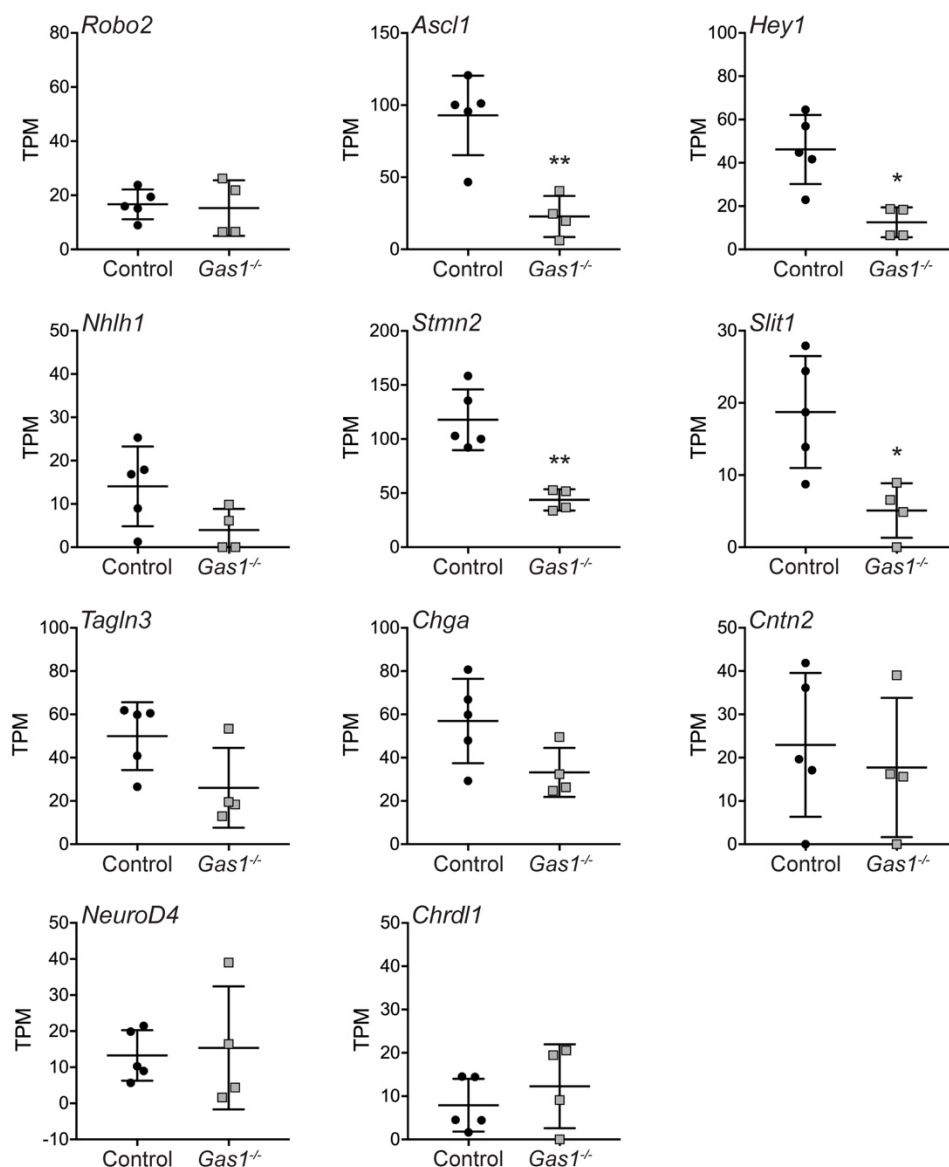 Robo2
80
60
40
20
0
TPM
Control Gas1-/-
Ascl1
150
100
50
0
TPM
**
Control Gas1-/-
Hey1
100
80
60
40
20
0
TPM
*
Control Gas1-/-
Nhlh1
50
40
30
20
10
0
TPM
Control Gas1-/-
Stmn2
200
150
100
50
0
TPM
**
Control Gas1-/-
Slit1
30
20
10
0
TPM
*
Control Gas1-/-
Tagln3
100
80
60
40
20
0
TPM
Control Gas1-/-
Chga
100
80
60
40
20
0
TPM
Control Gas1-/-
Cntn2
50
40
30
20
10
0
TPM
Control Gas1-/-
NeuroD4
50
40
30
20
10
0
-10
TPM
Control Gas1-/-
Chrdl1
50
40
30
20
10
0
TPM
Control Gas1-/-